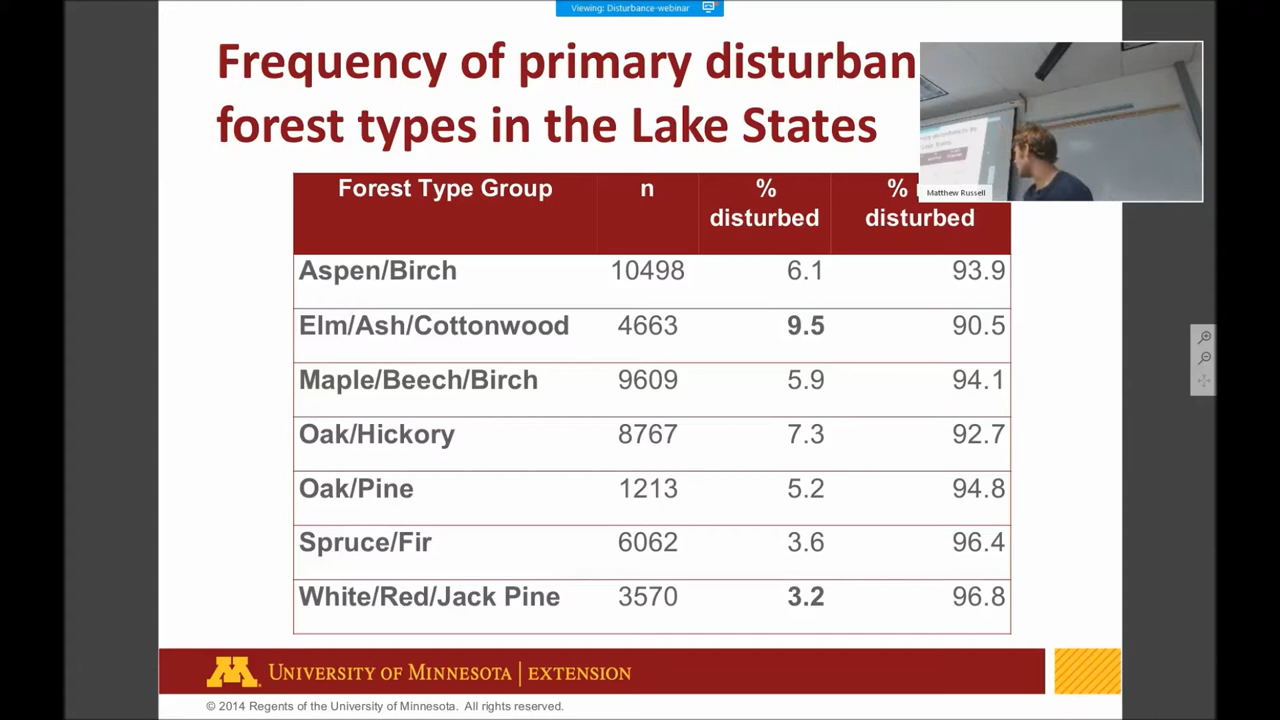 Viewing: Disturbance-webinar
Frequency of primary disturban
forest types in the Lake States
Matthew Russell
Forest Type Group n % disturbed % disturbed
Aspen/Birch 10498 6.1 93.9
Elm/Ash/Cottonwood 4663 9.5 90.5
Maple/Beech/Birch 9609 5.9 94.1
Oak/Hickory 8767 7.3 92.7
Oak/Pine 1213 5.2 94.8
Spruce/Fir 6062 3.6 96.4
White/Red/Jack Pine 3570 3.2 96.8
M UNIVERSITY OF MINNESOTA | EXTENSION
© 2014 Regents of the University of Minnesota. All rights reserved.